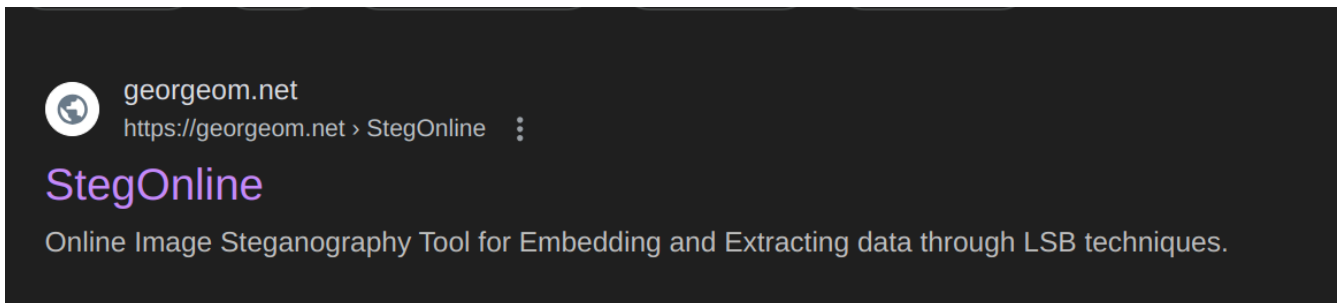 georgeom.net
https://georgeom.net › StegOnline
StegOnline
Online Image Steganography Tool for Embedding and Extracting data through LSB techniques.